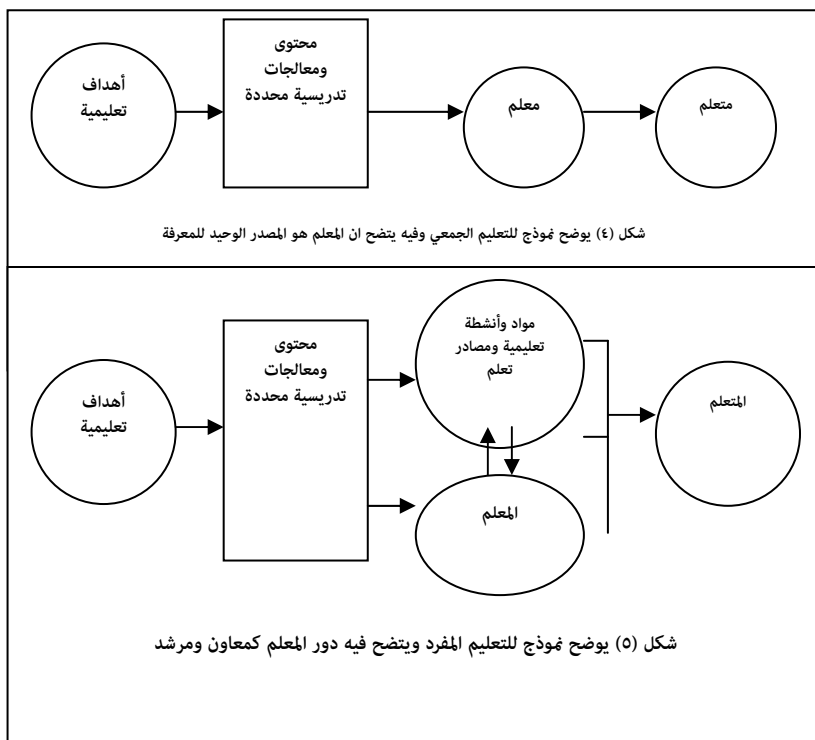 أهداف
تعليمية
محتوى
ومعالجات
تدريسية محددة
معلم
متعلم
شكل (٤) يوضح نموذج للتعليم الجمعي وفيه يتضح ان المعلم هو المصدر الوحيد للمعرفة
أهداف
تعليمية
محتوى
ومعالجات
تدريسية محددة
مواد وأنشطة
تعليمية ومصادر
تعلم
المعلم
المتعلم
شكل (٥) يوضح نموذج للتعليم المفرد ويتضح فيه دور المعلم كمعاون ومرشد